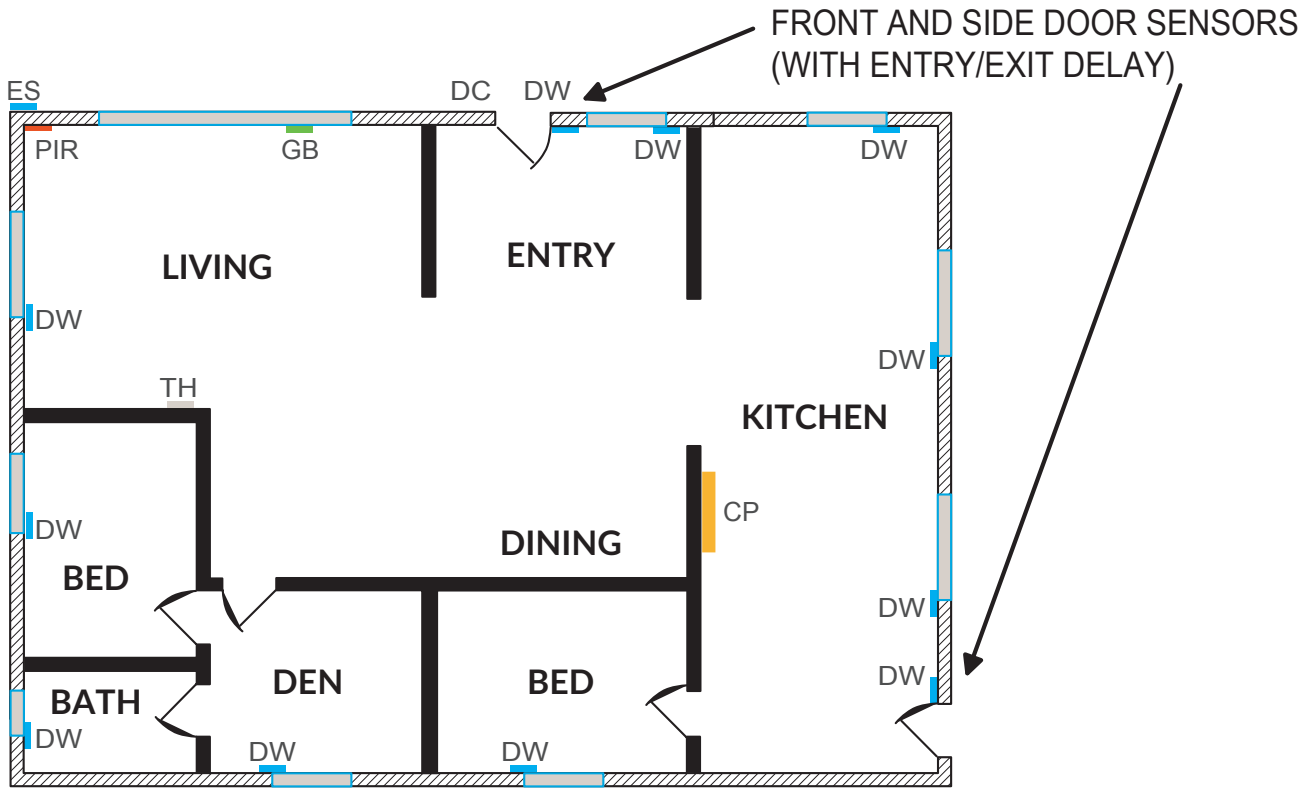 FRONT AND SIDE DOOR SENSORS
(WITH ENTRY/EXIT DELAY)
ES
DC
DW
PIR
GB
DW
DW
LIVING
ENTRY
DW
DW
TH
KITCHEN
CP
DW
DINING
BED
DW
DEN
BED
DW
BATH
DW
DW
DW